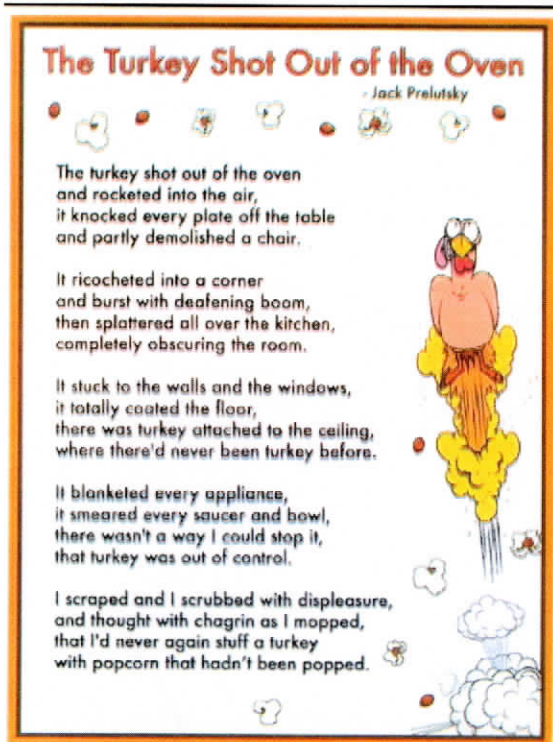 The Turkey Shot Out of the Oven
- Jack Prelutsky
The turkey shot out of the oven
and rocketed into the air,
it knocked every plate off the table
and partly demolished a chair.
It ricocheted into a corner
and burst with deafening boom,
then splattered all over the kitchen,
completely obscuring the room.
It stuck to the walls and the windows,
it totally coated the floor,
there was turkey attached to the ceiling,
where there'd never been turkey before.
It blanketed every appliance,
it smeared every saucer and bowl,
there wasn't a way I could stop it,
that turkey was out of control.
I scraped and I scrubbed with displeasure,
and thought with chagrin as I mopped,
that I'd never again stuff a turkey
with popcorn that hadn't been popped.